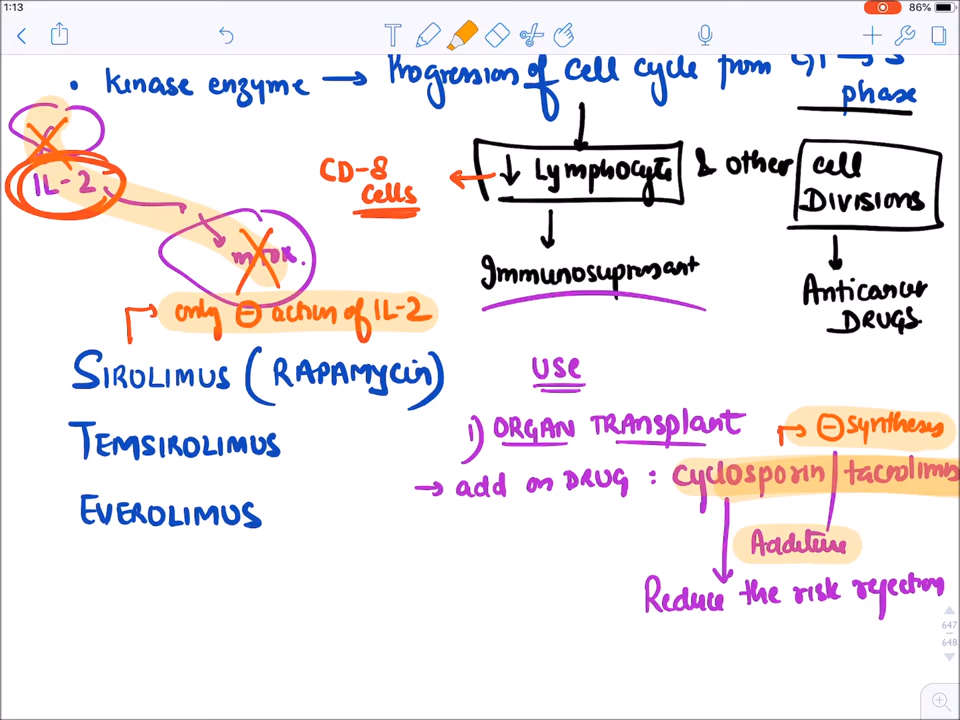 1:13
86%
T
• Kinase enzyme → Progression of cell cycle from G1 → S
phase
IL-2
CD-8
cells
↓ Lymphocyte & other
cell
DIVISIONS
mTOR.
Immunosupressant
Anticancer
DRUGS.
only ⊖ action of IL-2
SIROLIMUS (RAPAMYCin)
TEMSIROLIMUS
EVEROLIMUS
USE
i) ORGAN TRANSplant
⊖ synthesis
→ add on DRUG : cyclosporin / tacrolimus
Additive
Reduce the risk rejection
647
648